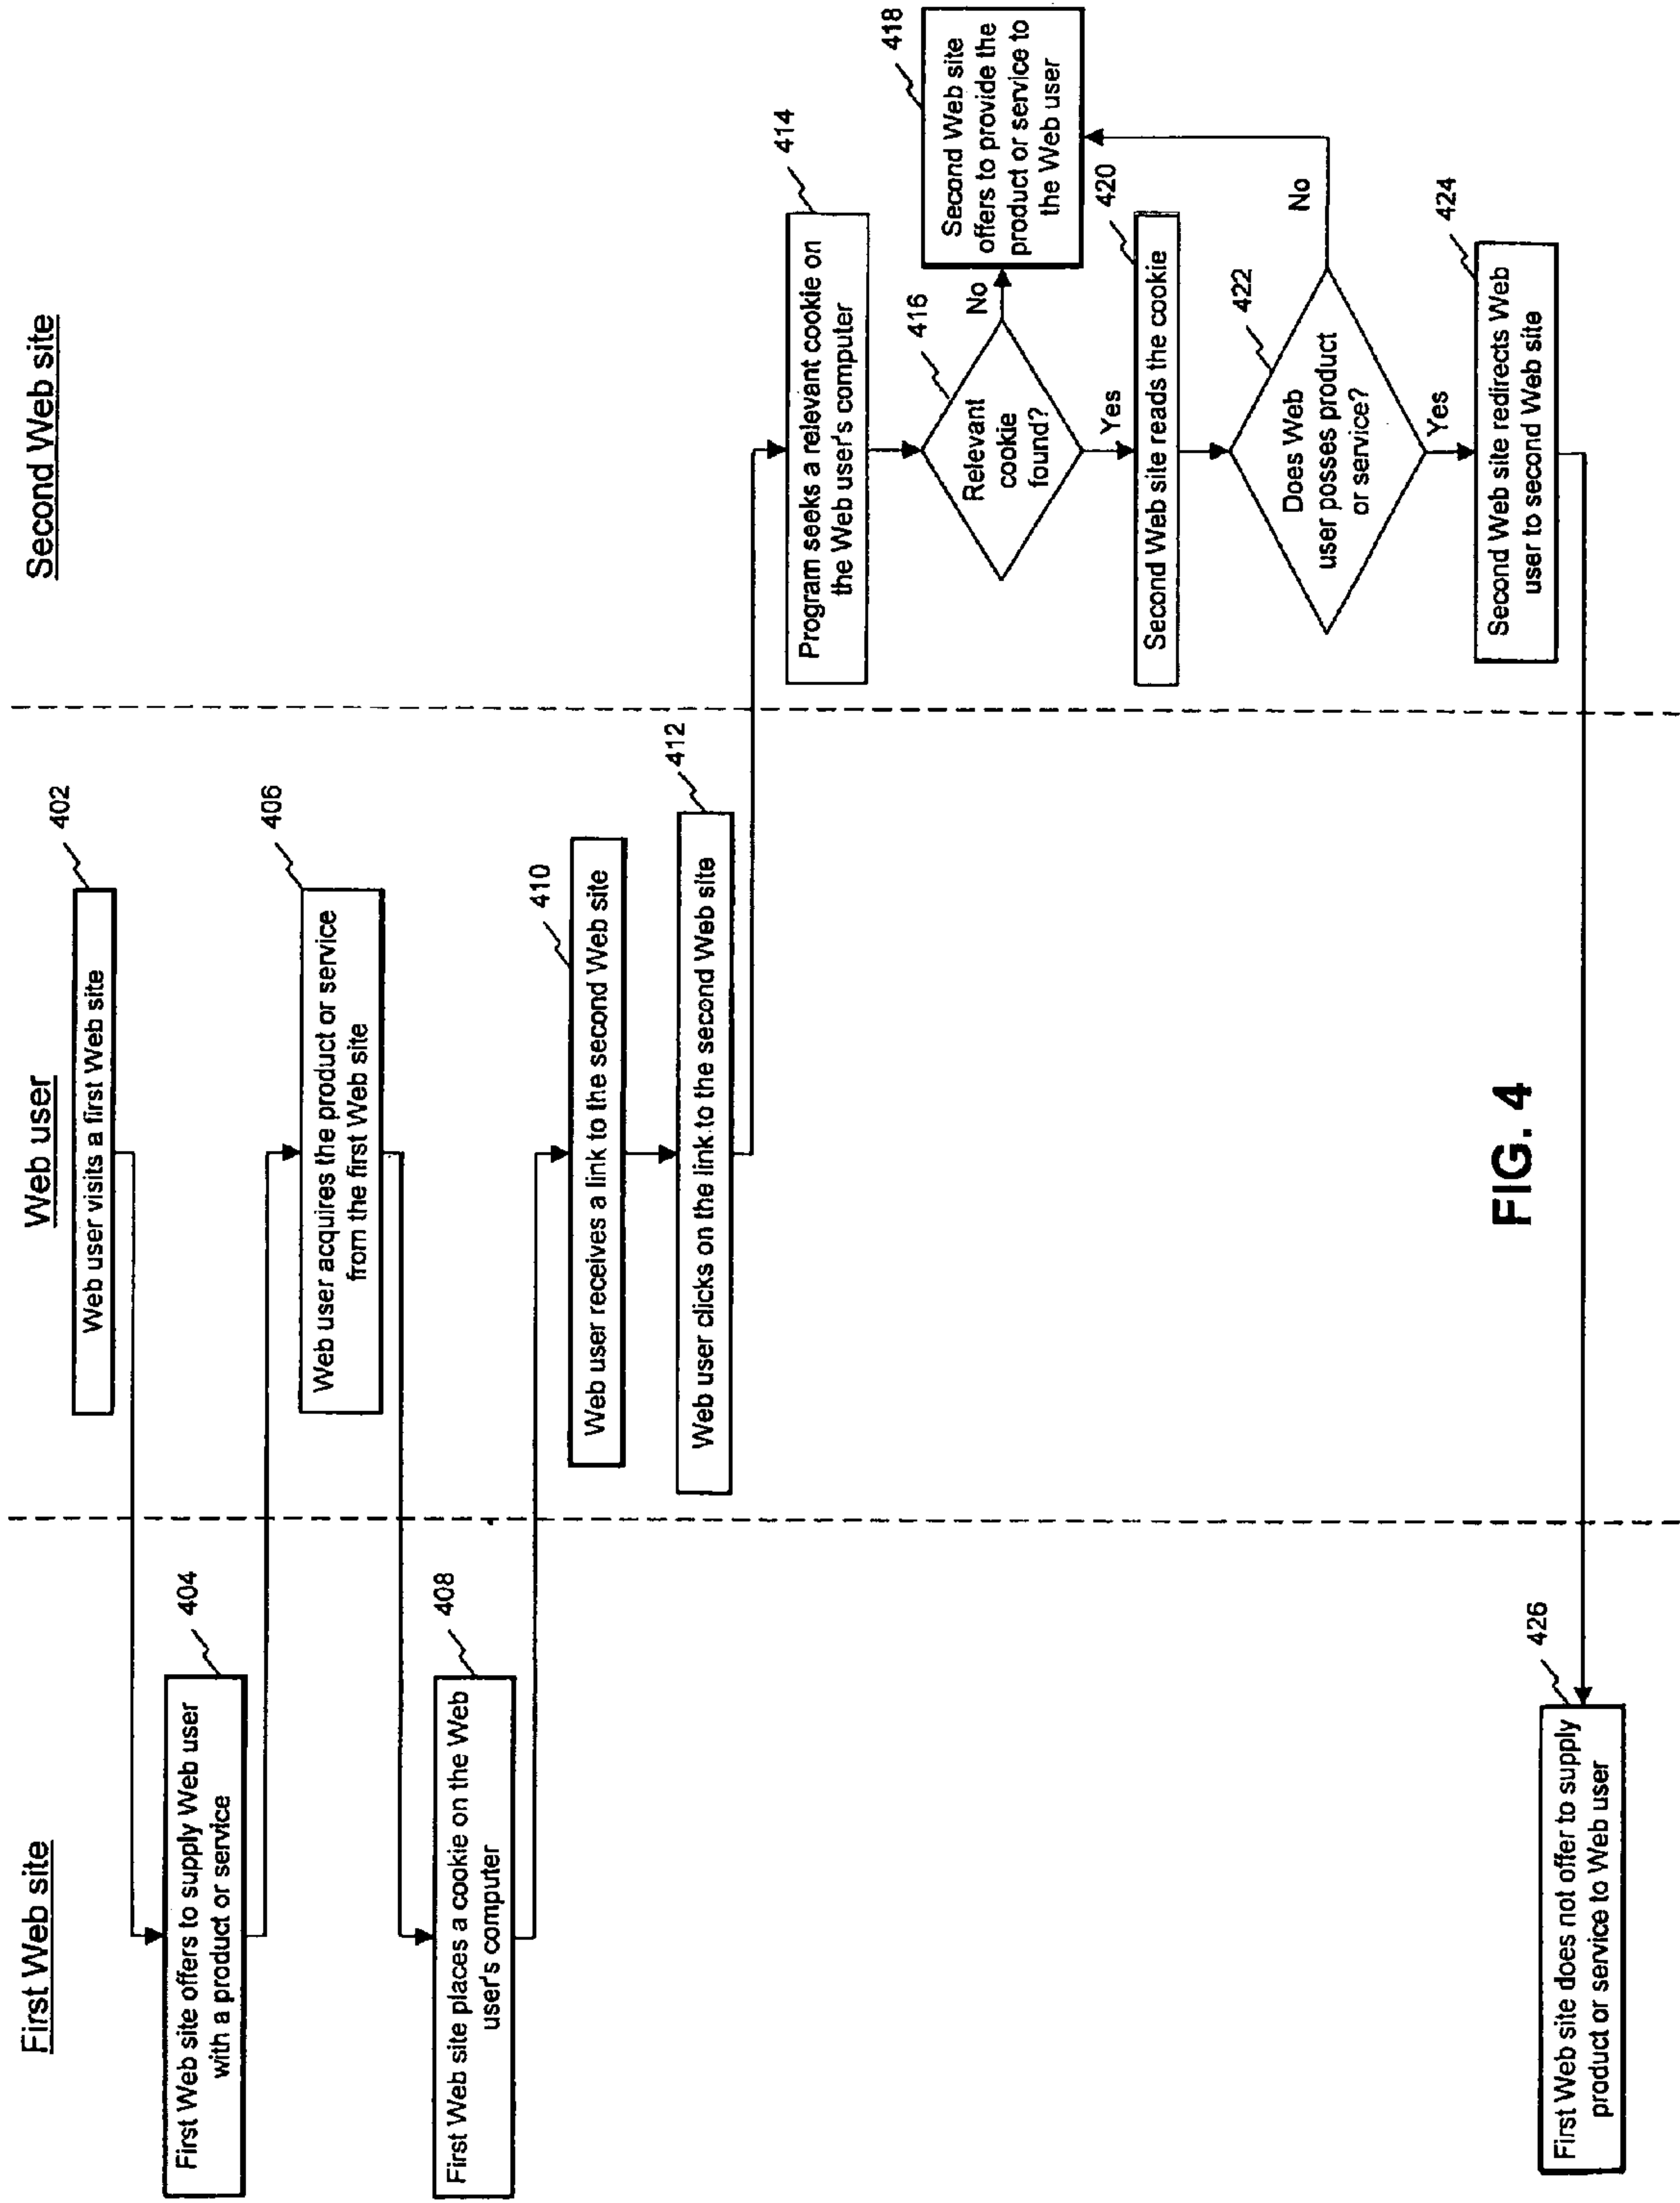 First Web site
Web user
Second Web site
402
Web user visits a first Web site
404
First Web site offers to supply Web user
with a product or service
406
Web user acquires the product or service
from the first Web site
408
First Web site places a cookie on the Web
user's computer
410
Web user receives a link to the second Web site
412
Web user clicks on the link to the second Web site
414
Program seeks a relevant cookie on
the Web user's computer
416
Relevant
cookie
found?
No
418
Second Web site
offers to provide the
product or service to
the Web user
Yes
420
Second Web site reads the cookie
422
Does Web
user posses product
or service?
No
Yes
424
Second Web site redirects Web
user to second Web site
426
First Web site does not offer to supply
product or service to Web user
FIG. 4